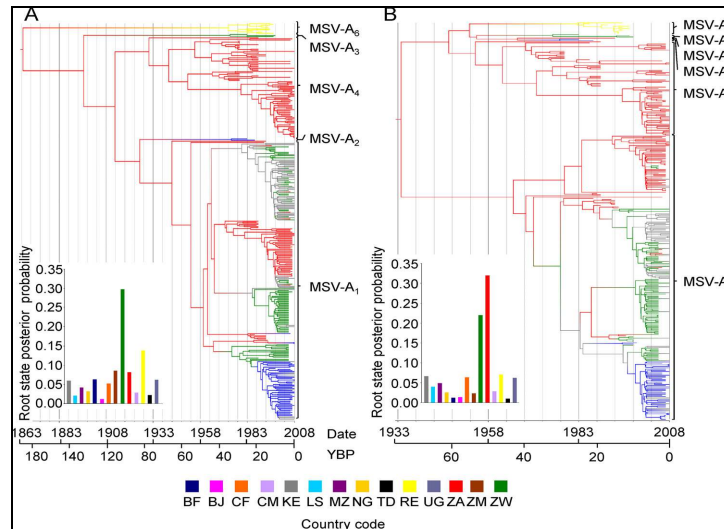 A
B
MSV-A6
MSV-A3
MSV-A4
MSV-A2
MSV-A1
MSV-A
MSV-A
MSV-A
MSV-A
MSV-A
MSV-A
Root state posterior probability
0.35
0.30
0.25
0.20
0.15
0.10
0.05
0.00
Root state posterior probability
0.35
0.30
0.25
0.20
0.15
0.10
0.05
0.00
1863 1883 1908 1933 1958 1983 2008 Date 1933 1958 1983 2008
180 140 120 100 80 60 40 20 0 YBP 60 40 20 0
BF BJ CF CM KE LS MZ NG TD RE UG ZA ZM ZW
Country code